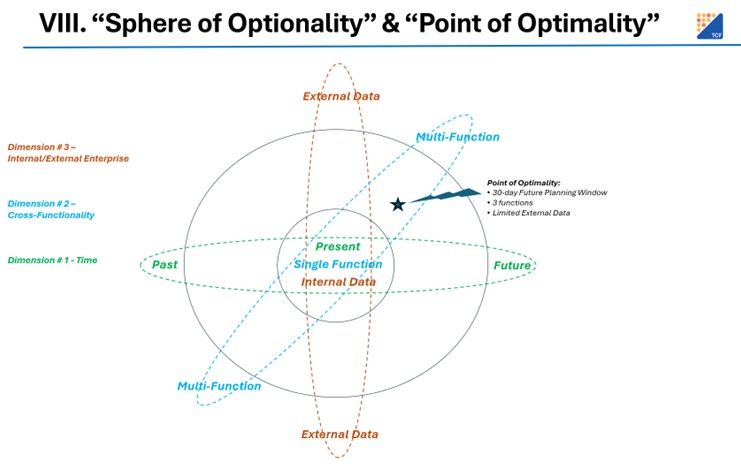 VIII. “Sphere of Optionality” & “Point of Optimality”
TCF
External Data
Multi-Function
Dimension # 3 –
Internal/External Enterprise
Point of Optimality:
• 30-day Future Planning Window
• 3 functions
• Limited External Data
Dimension # 2 –
Cross-Functionality
Dimension # 1 - Time
Present
Past
Single Function
Future
Internal Data
Multi-Function
External Data